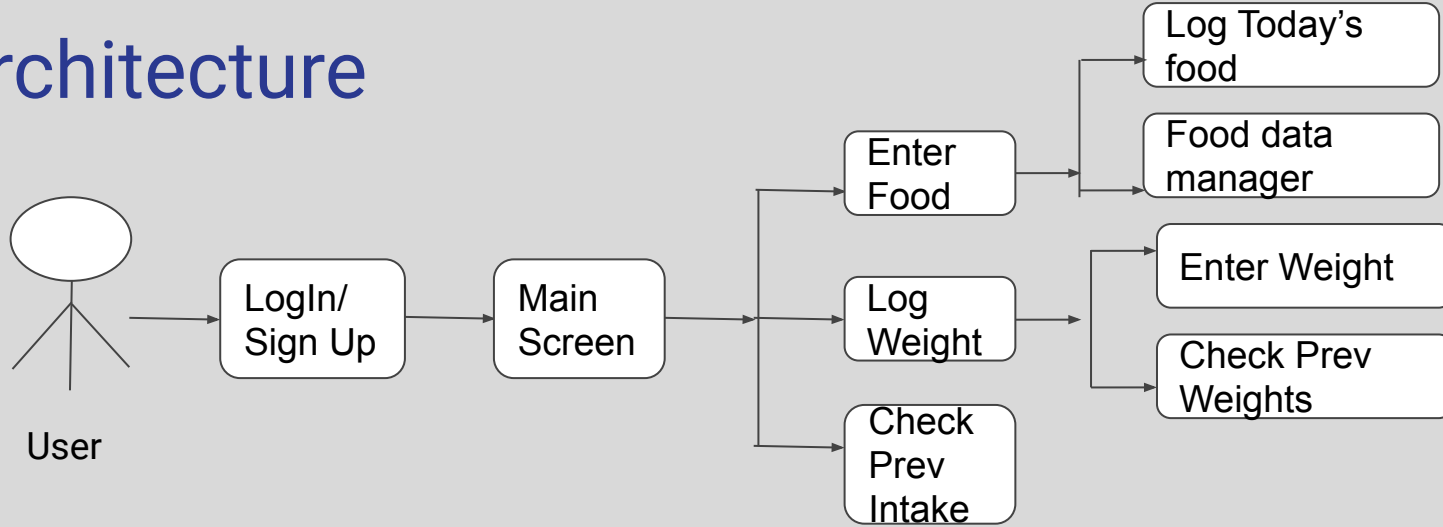 rchitecture
Log Today’s
food
Food data
manager
Enter
Food
Enter Weight
LogIn/
Sign Up
Main
Screen
Log
Weight
Check Prev
Weights
Check
Prev
Intake
User